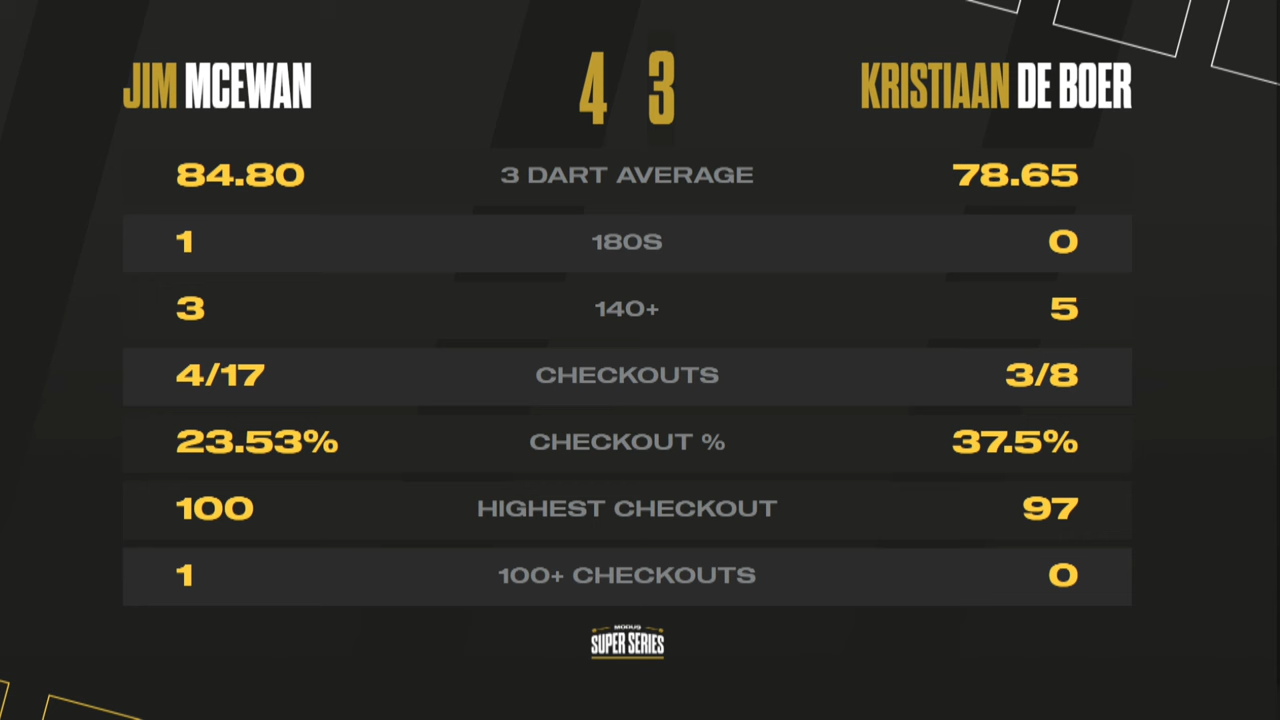 JIM MCEWAN 4 3 KRISTIAAN DE BOER
84.80 3 DART AVERAGE 78.65
1 180S 0
3 140+ 5
4/17 CHECKOUTS 3/8
23.53% CHECKOUT % 37.5%
100 HIGHEST CHECKOUT 97
1 100+ CHECKOUTS 0
MODUS
SUPER SERIES